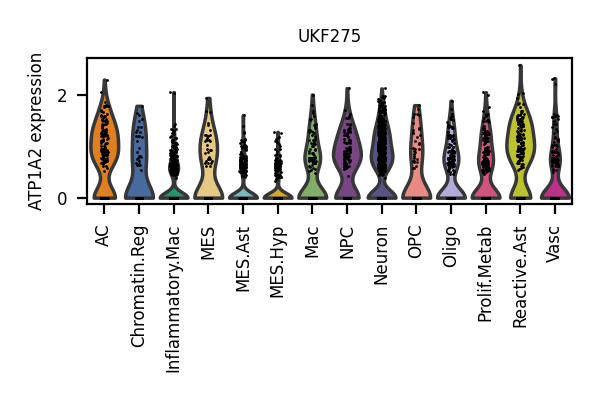 UKF275
ATP1A2 expression
2
0
AC
Chromatin.Reg
Inflammatory.Mac
MES
MES.Ast
MES.Hyp
Mac
NPC
Neuron
OPC
Oligo
Prolif.Metab
Reactive.Ast
Vasc